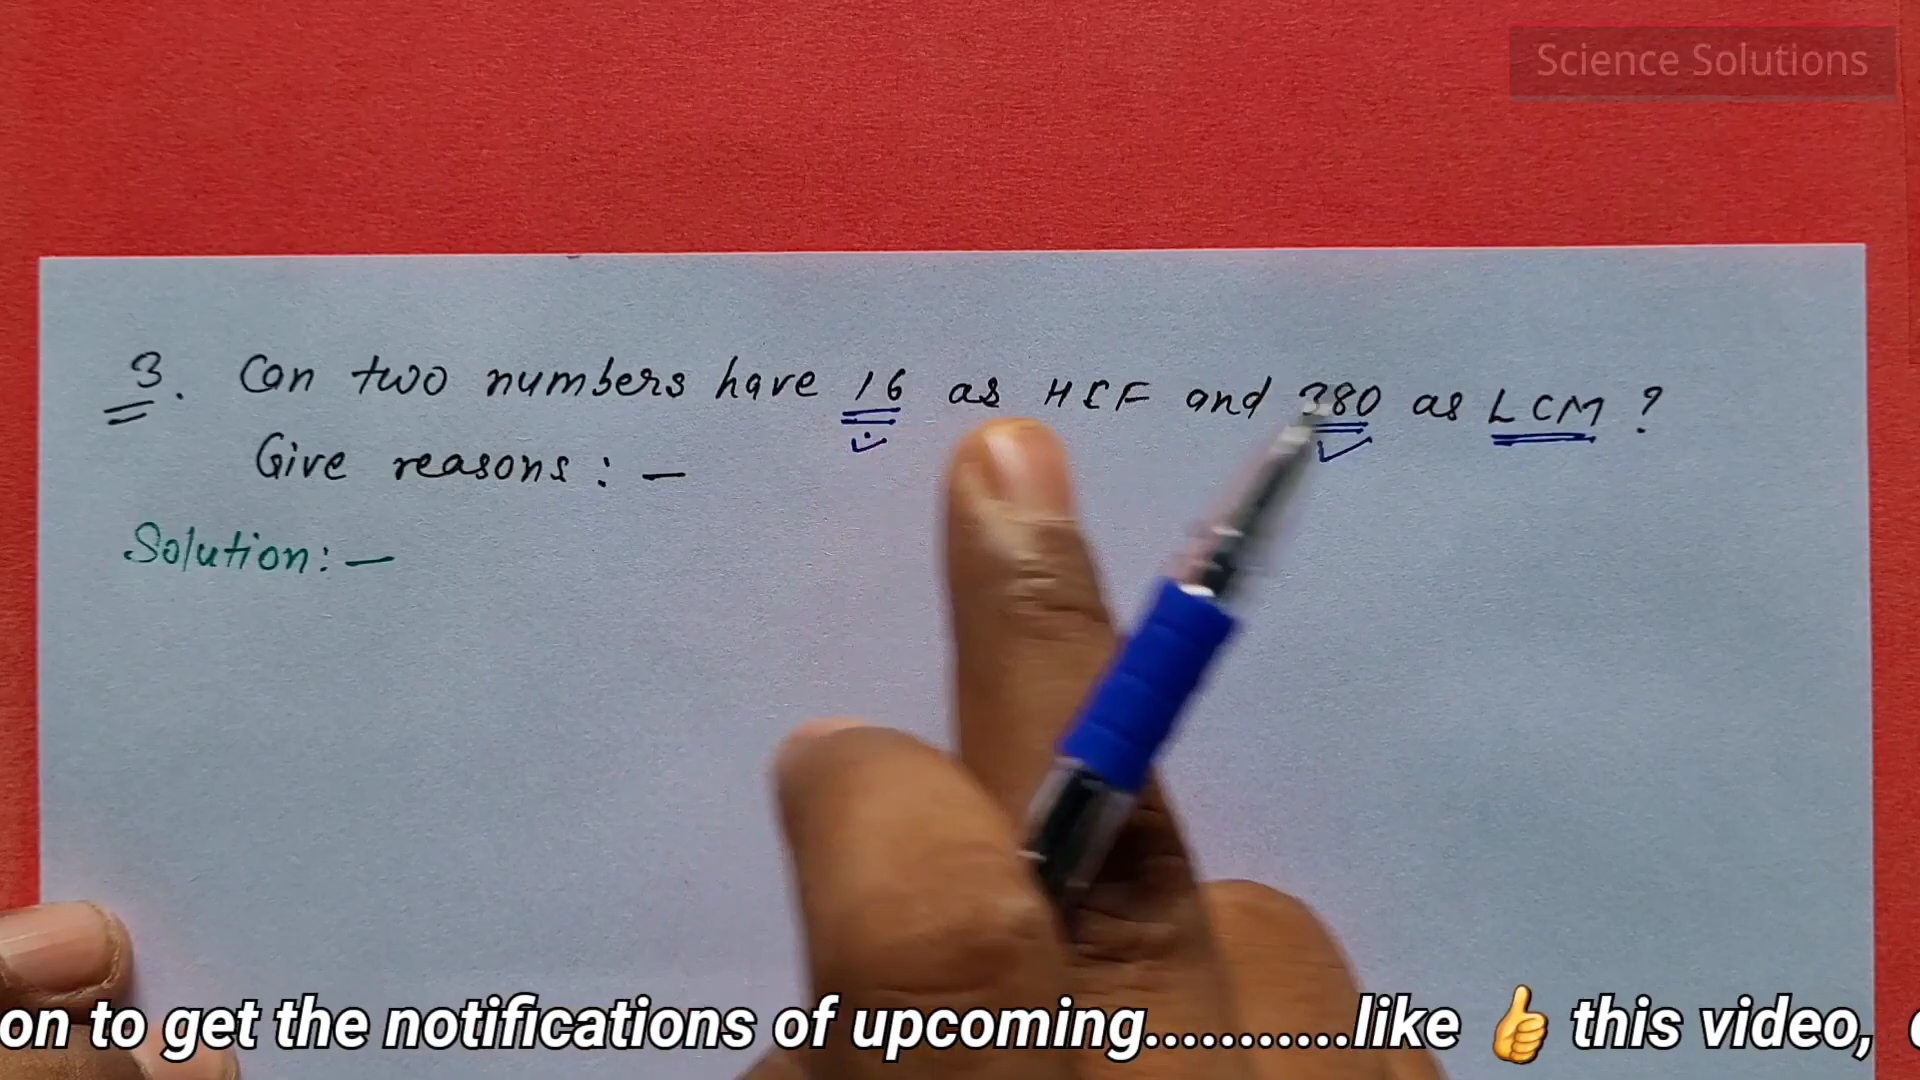 Science Solutions
3. Can two numbers have 16 as HCF and 380 as LCM ?
Give reasons : —
Solution : —
on to get the notifications of upcoming...........like 👍 this video,